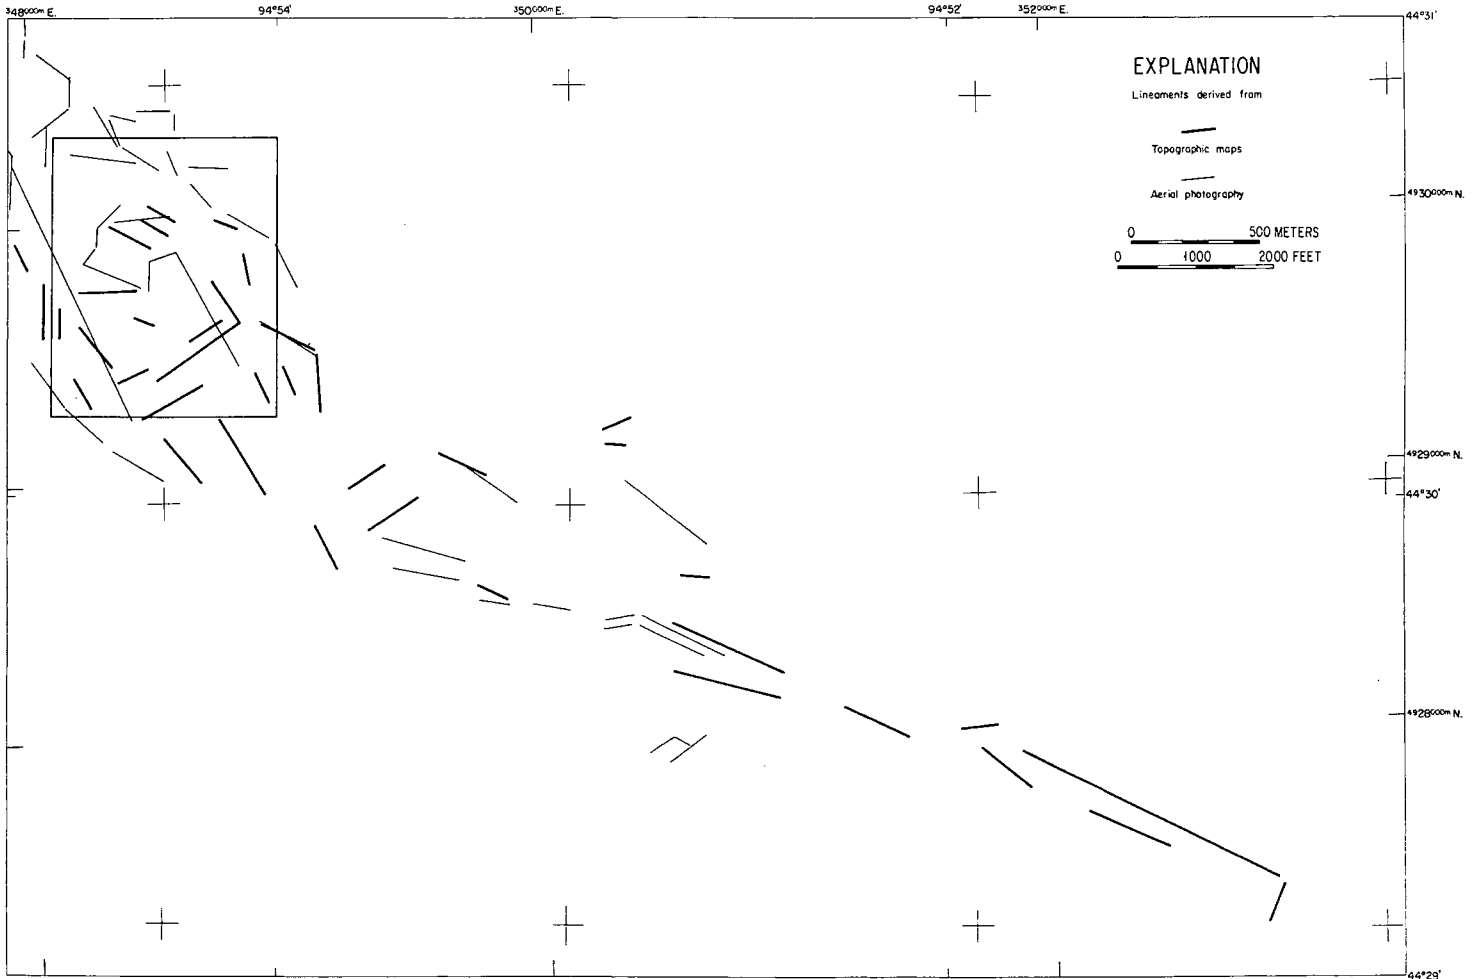 348000m E.
94°54'
350000m E.
94°52'
352000m E.
44°31'
EXPLANATION
Lineaments derived from
Topographic maps
Aerial photography
4930000m N.
0 500 METERS
0 1000 2000 FEET
4929000m N.
44°30'
4928000m N.
44°29'